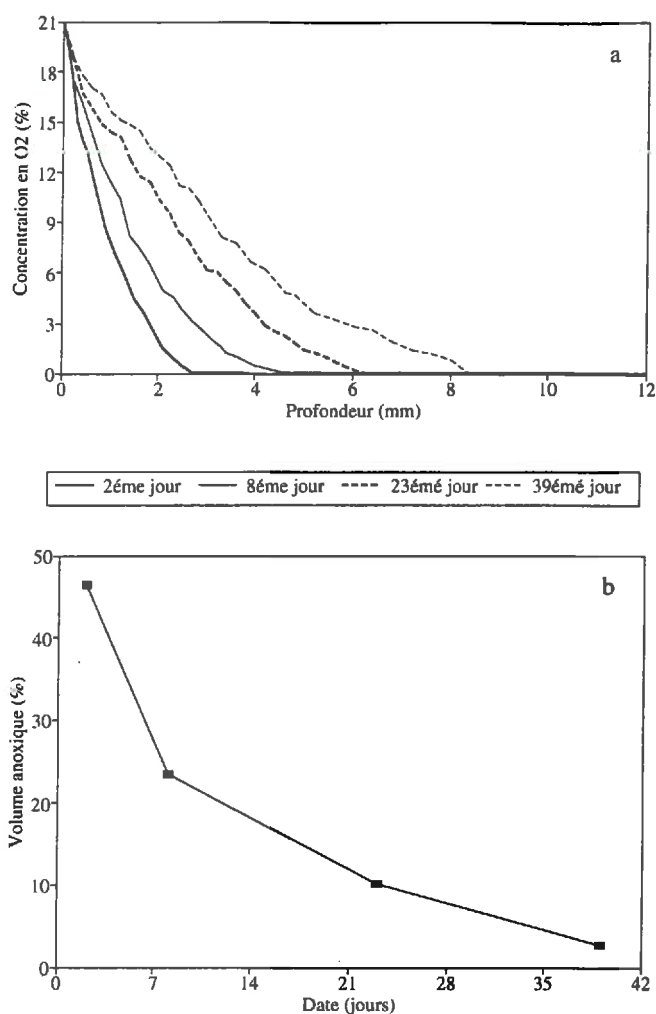 a
Concentration en O2 (%)
21
18
15
12
9
6
3
0
0 2 4 6 8 10 12
Profondeur (mm)
2éme jour 8éme jour 23émé jour 39émé jour
b
Volume anoxique (%)
50
40
30
20
10
0
0 7 14 21 28 35 42
Date (jours)